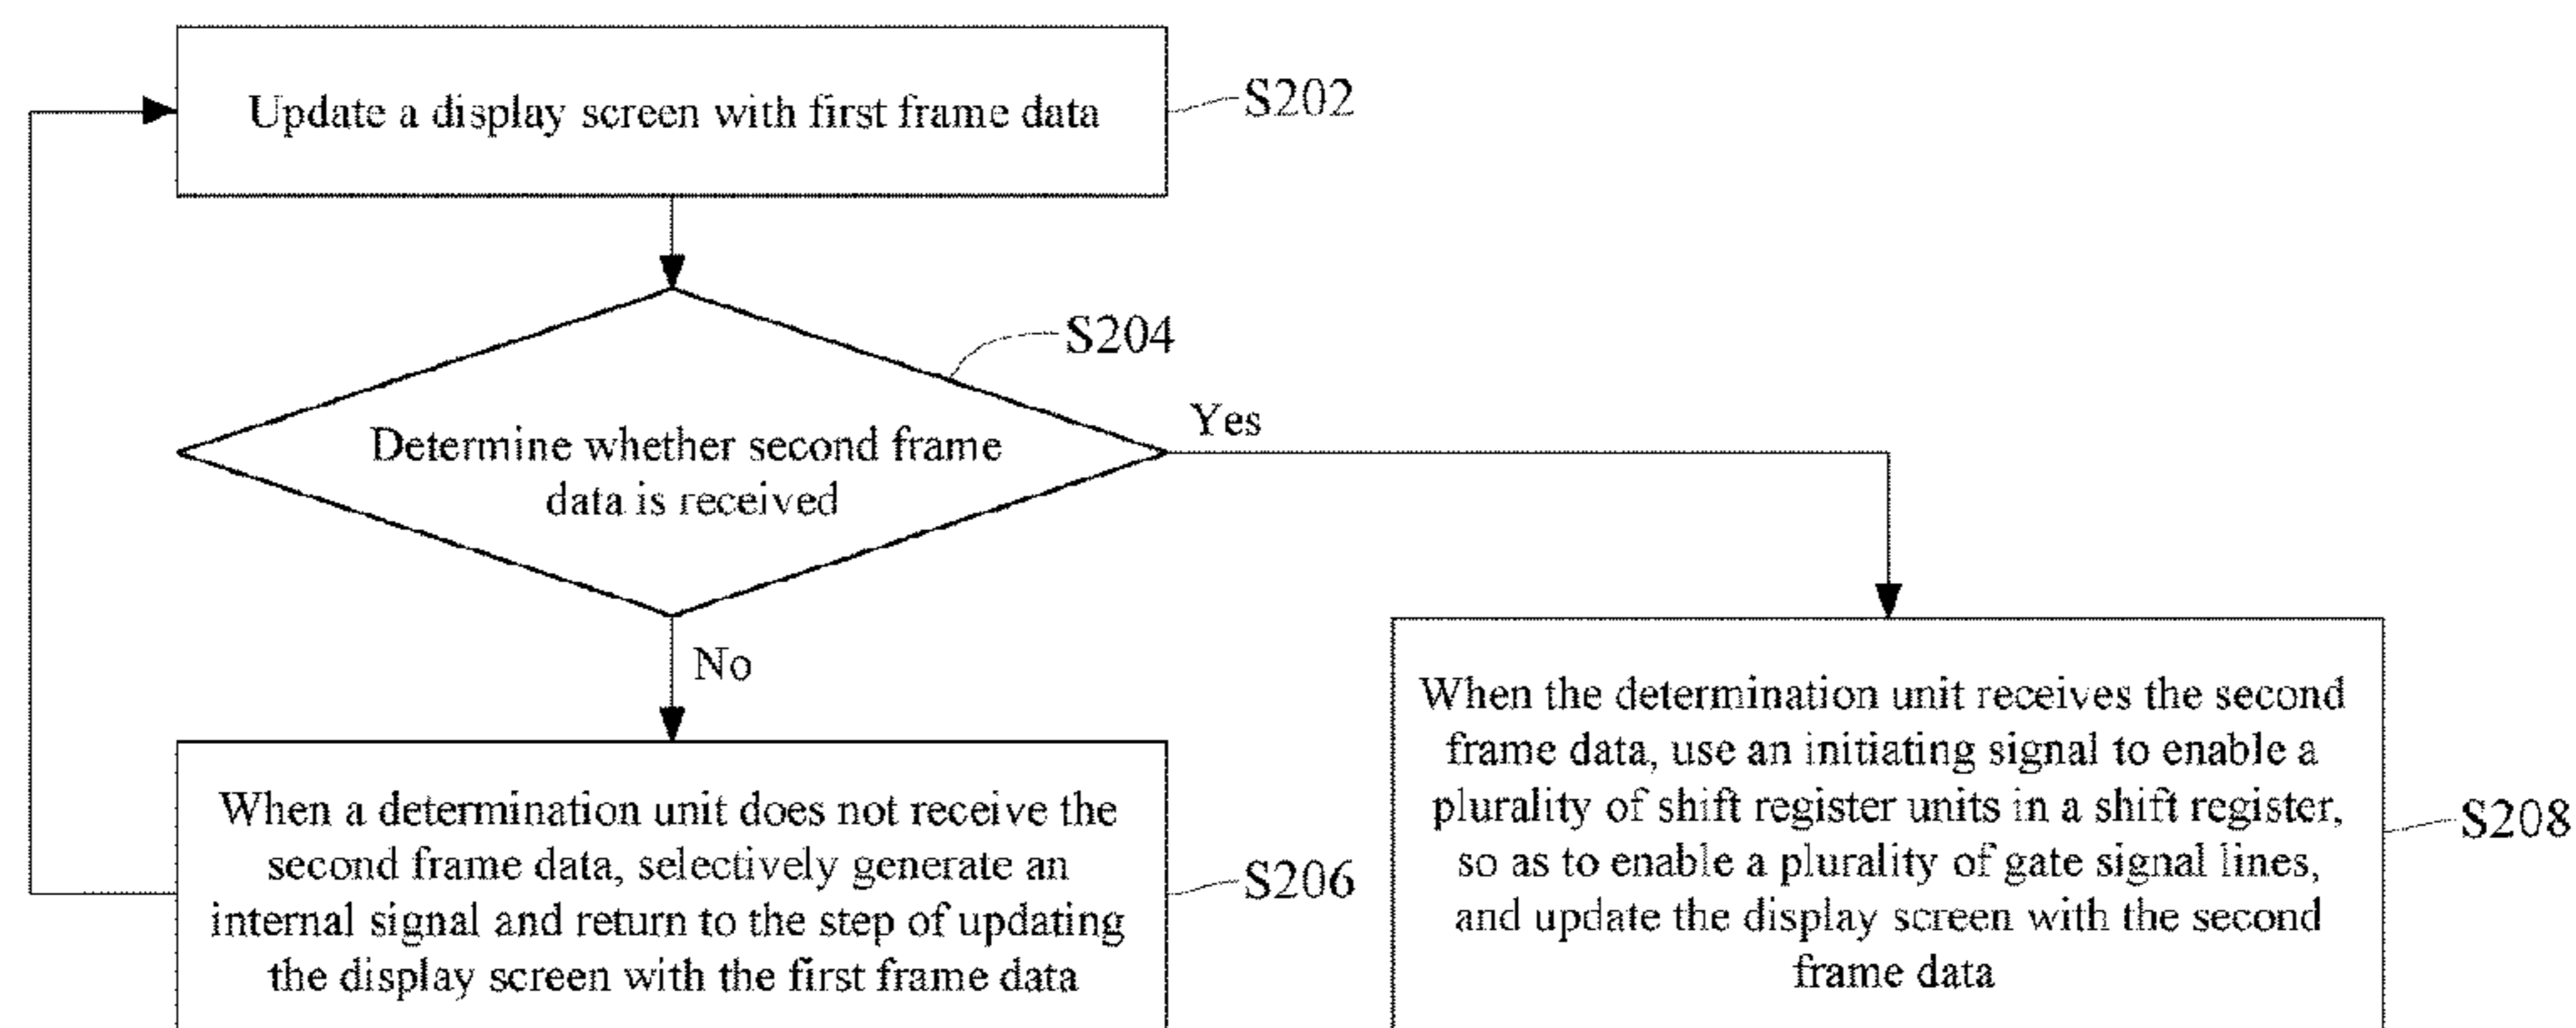 Update a display screen with first frame data
S202
S204
Determine whether second frame
data is received
Yes
No
When a determination unit does not receive the
second frame data, selectively generate an
internal signal and return to the step of updating
the display screen with the first frame data
S206
When the determination unit receives the second
frame data, use an initiating signal to enable a
plurality of shift register units in a shift register,
so as to enable a plurality of gate signal lines,
and update the display screen with the second
frame data
S208